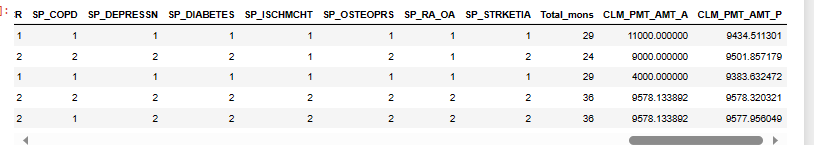 ]:
R SP_COPD SP_DEPRESSN SP_DIABETES SP_ISCHMCHT SP_OSTEOPRS SP_RA_OA SP_STRKETIA Total_mons CLM_PMT_AMT_A CLM_PMT_AMT_P
1 1 1 1 1 1 1 1 29 11000.000000 9434.511301
2 2 2 2 1 2 1 2 24 9000.000000 9501.857179
1 1 1 1 1 1 1 1 29 4000.000000 9383.632472
2 2 2 2 2 2 2 2 36 9578.133892 9578.320321
2 1 2 2 2 2 2 2 36 9578.133892 9577.956049